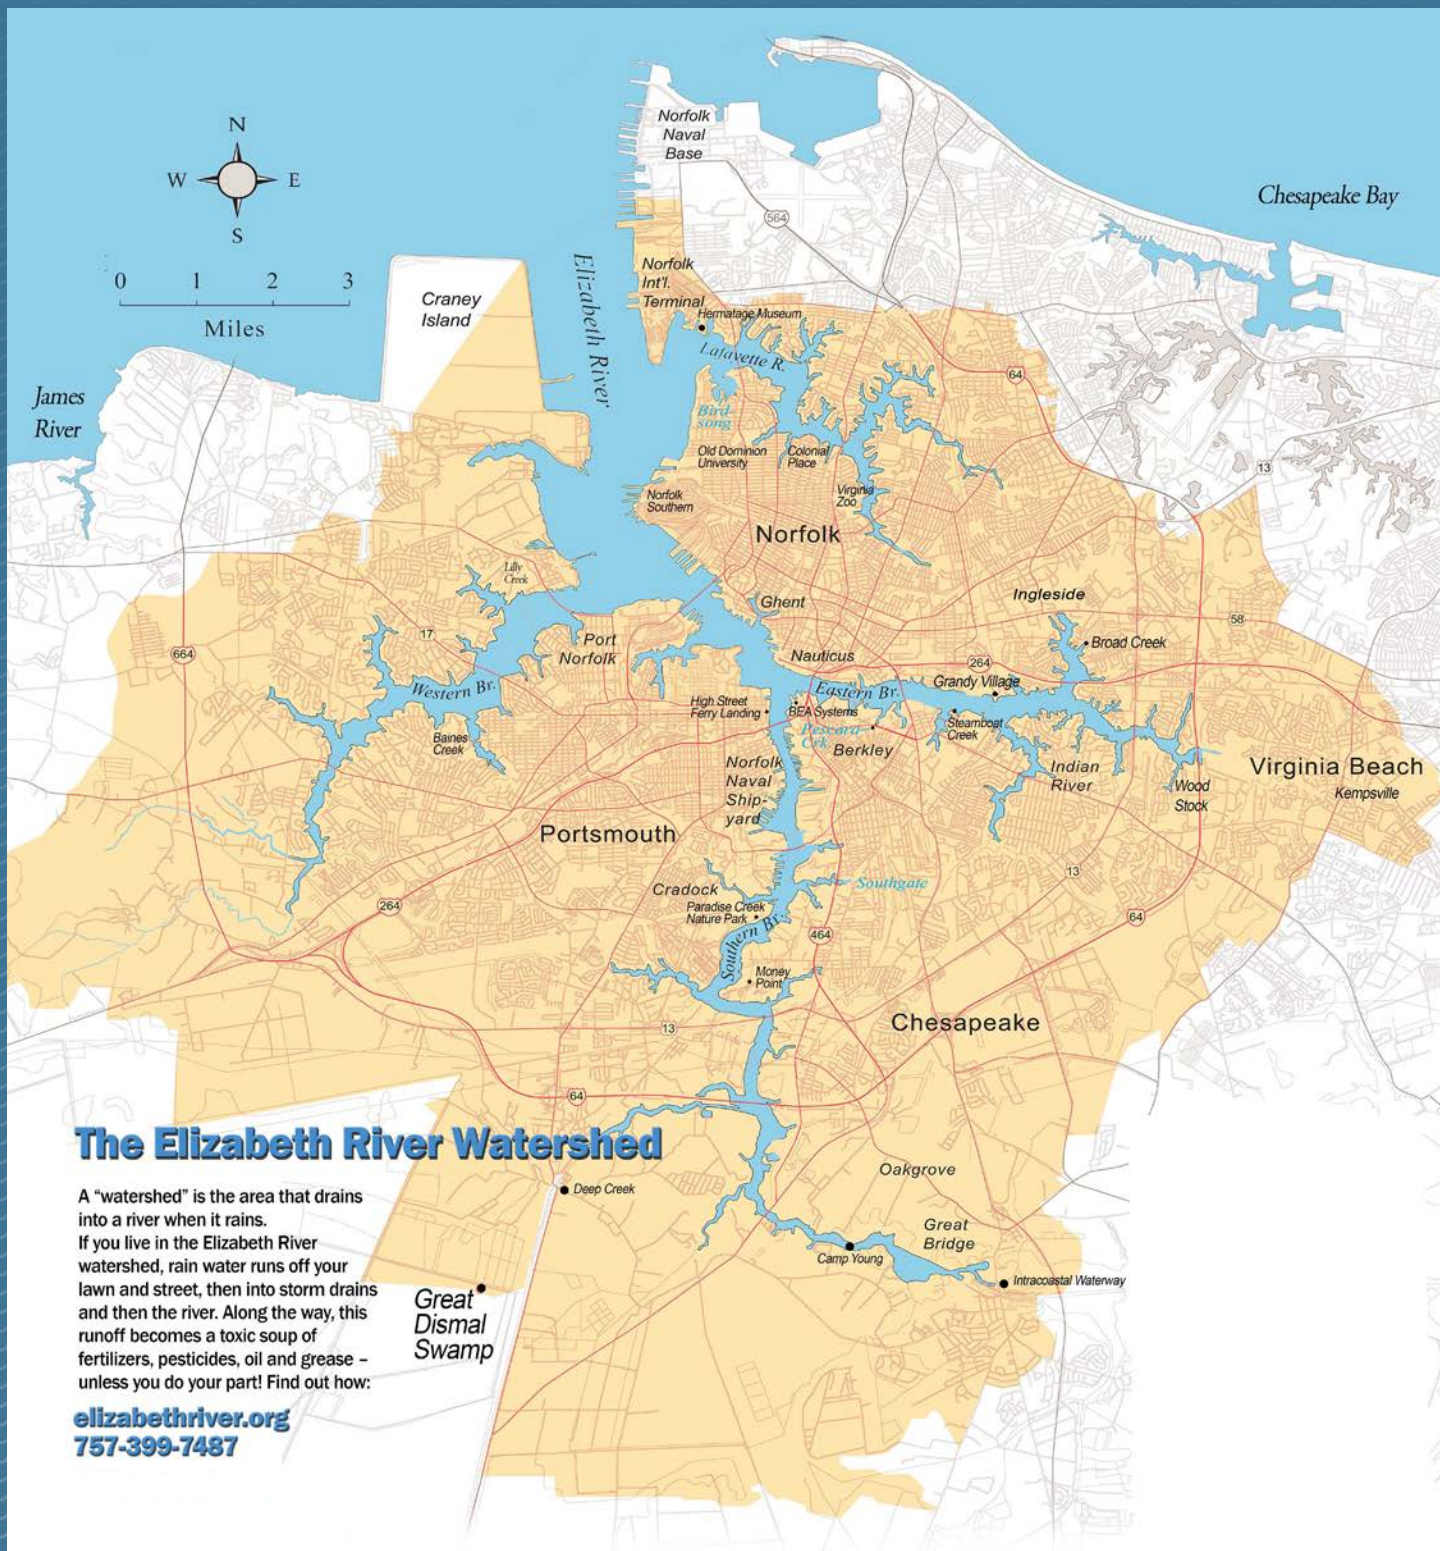 Norfolk
Naval
Base
N
W
E
S
564
Chesapeake Bay
0 1 2 3
Miles
Craney
Island
Elizabeth River
Norfolk
Int'l.
Terminal
Hermatage Museum
Lafayette R.
64
James
River
Bird-
song
Old Dominion
University
Colonial
Place
13
Norfolk
Southern
Virginia
Zoo
Norfolk
Lilly
Creek
Ghent
Ingleside
58
17
664
Port
Norfolk
Nauticus
264
Broad Creek
Western Br.
Eastern Br.
Grandy Village
High Street
Ferry Landing
BEA Systems
Pescara
Crk.
Berkley
Steamboat
Creek
Baines
Creek
Norfolk
Naval
Ship-
yard
Indian
River
Wood
Stock
Virginia Beach
Kempsville
Portsmouth
13
Cradock
Southgate
Paradise Creek
Nature Park
264
Southern Br.
464
64
Money
Point
Chesapeake
13
64
The Elizabeth River Watershed
Oakgrove
Deep Creek
A “watershed” is the area that drains
into a river when it rains.
If you live in the Elizabeth River
watershed, rain water runs off your
lawn and street, then into storm drains
and then the river. Along the way, this
runoff becomes a toxic soup of
fertilizers, pesticides, oil and grease –
unless you do your part! Find out how:
elizabethriver.org
757-399-7487
Great
Bridge
Camp Young
Intracoastal Waterway
Great
Dismal
Swamp